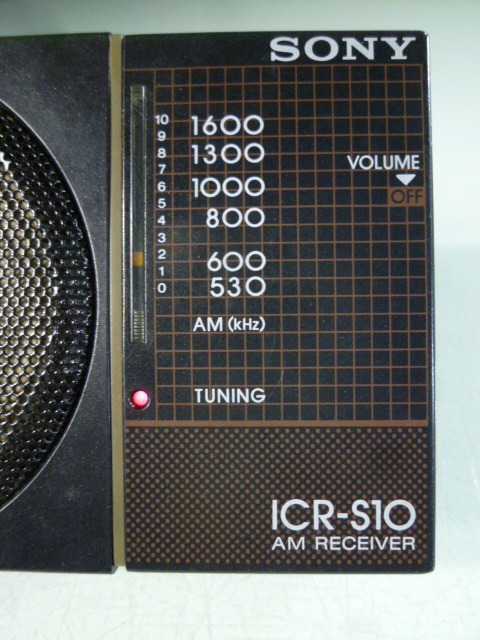 SONY
10
9
8
7
6
5
4
3
2
1
0
1600
1300
1000
800
600
530
AM (kHz)
VOLUME
OFF
TUNING
ICR-S10
AM RECEIVER